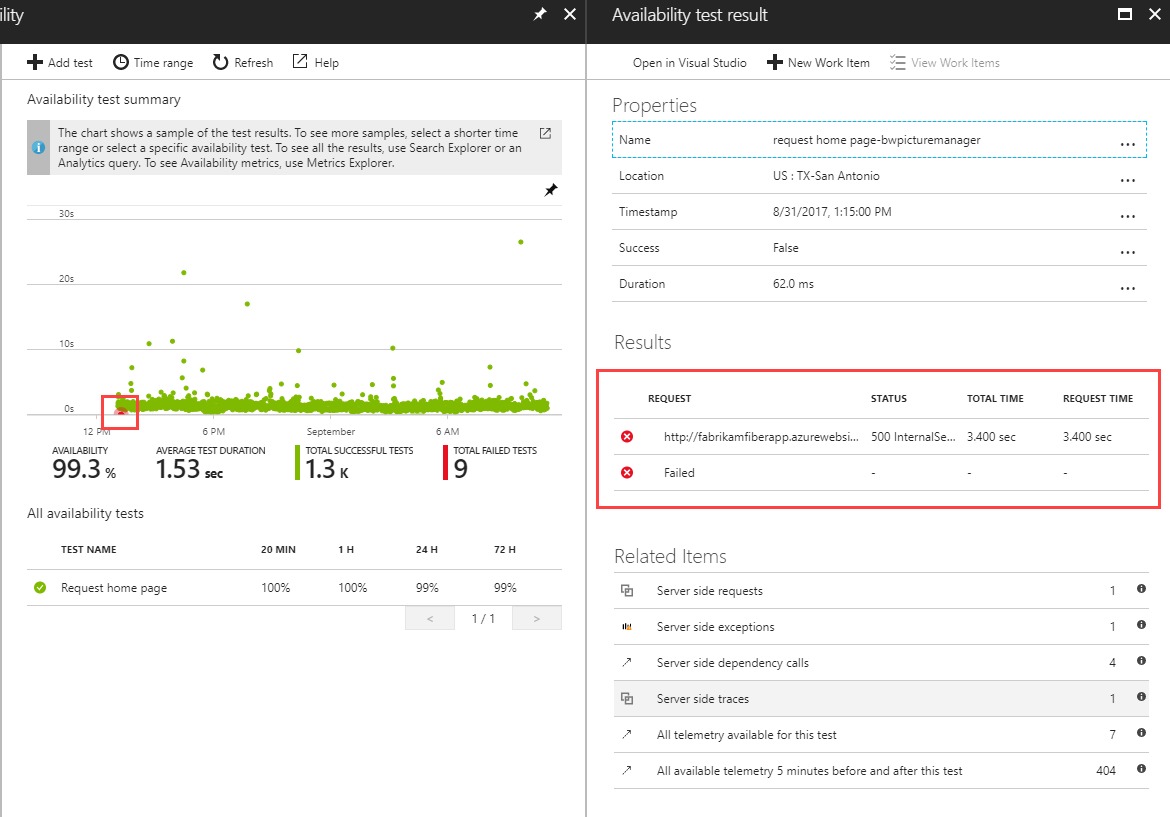 ility
Add test Time range Refresh Help
Availability test summary
The chart shows a sample of the test results. To see more samples, select a shorter time
range or select a specific availability test. To see all the results, use Search Explorer or an
Analytics query. To see Availability metrics, use Metrics Explorer.
30s
20s
10s
0s
12 PM 6 PM September 6 AM
AVAILABILITY AVERAGE TEST DURATION TOTAL SUCCESSFUL TESTS TOTAL FAILED TESTS
99.3 % 1.53 sec 1.3 K 9
All availability tests
TEST NAME 20 MIN 1 H 24 H 72 H
Request home page 100% 100% 99% 99%
< 1 / 1 >
Availability test result
Open in Visual Studio New Work Item View Work Items
Properties
Name request home page-bwpicturemanager ...
Location US : TX-San Antonio ...
Timestamp 8/31/2017, 1:15:00 PM ...
Success False ...
Duration 62.0 ms ...
Results
REQUEST STATUS TOTAL TIME REQUEST TIME
http://fabrikamfiberapp.azurewebsi... 500 InternalSe... 3.400 sec 3.400 sec
Failed - - -
Related Items
Server side requests 1
Server side exceptions 1
Server side dependency calls 4
Server side traces 1
All telemetry available for this test 7
All available telemetry 5 minutes before and after this test 404